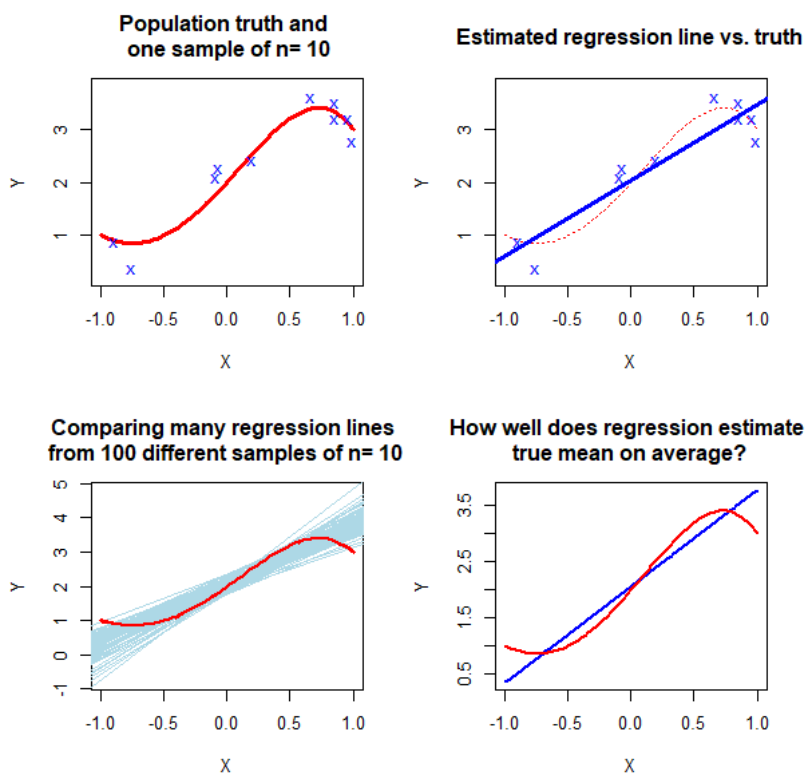 Population truth and
one sample of n= 10
Y
3
2
1
-1.0 -0.5 0.0 0.5 1.0
X
Estimated regression line vs. truth
Y
3
2
1
-1.0 -0.5 0.0 0.5 1.0
X
Comparing many regression lines
from 100 different samples of n= 10
Y
5
4
3
2
1
0
-1
-1.0 -0.5 0.0 0.5 1.0
X
How well does regression estimate
true mean on average?
Y
3.5
2.5
1.5
0.5
-1.0 -0.5 0.0 0.5 1.0
X